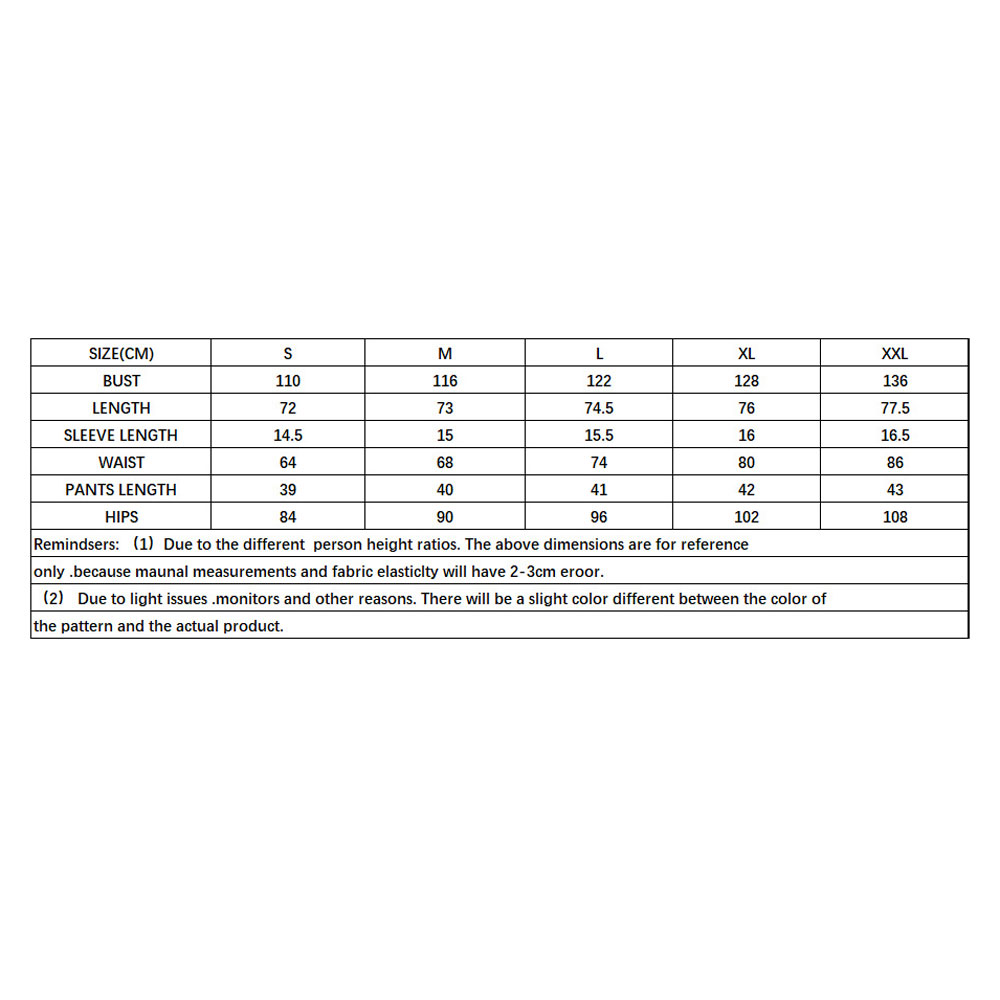 SIZE(CM) S M L XL XXL
BUST 110 116 122 128 136
LENGTH 72 73 74.5 76 77.5
SLEEVE LENGTH 14.5 15 15.5 16 16.5
WAIST 64 68 74 80 86
PANTS LENGTH 39 40 41 42 43
HIPS 84 90 96 102 108
Remindsers: (1) Due to the different person height ratios. The above dimensions are for reference
only .because maunal measurements and fabric elasticlty will have 2-3cm eroor.
(2) Due to light issues .monitors and other reasons. There will be a slight color different between the color of
the pattern and the actual product.